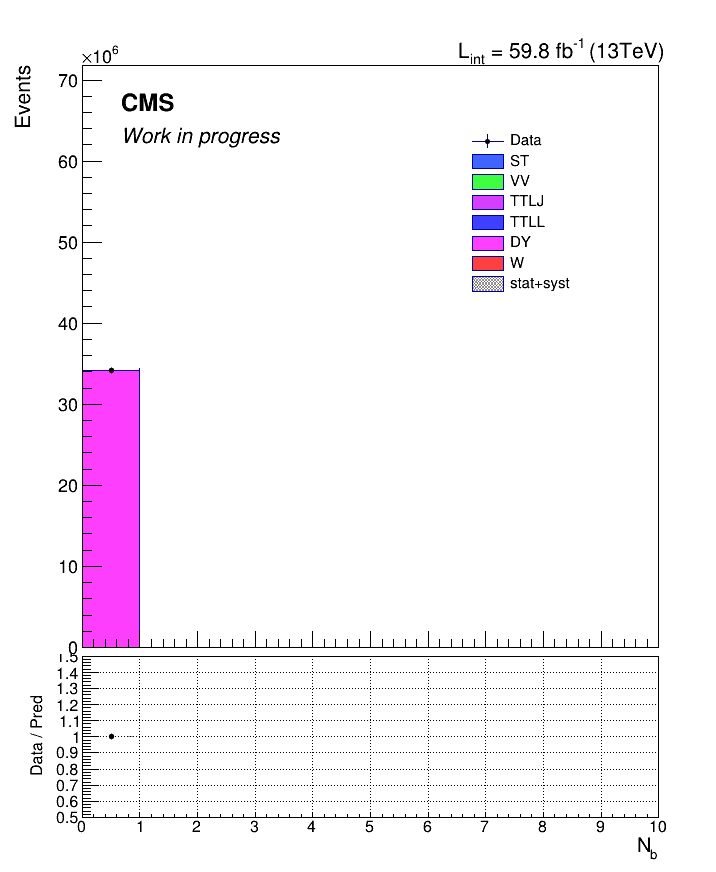 ×10⁶
L_int = 59.8 fb⁻¹ (13TeV)
Events
70
60
50
40
30
20
10
0
CMS
Work in progress
Data
ST
VV
TTLJ
TTLL
DY
W
stat+syst
Data / Pred
1.5
1.4
1.3
1.2
1.1
1
0.9
0.8
0.7
0.6
0.5
0 1 2 3 4 5 6 7 8 9 10
N_b